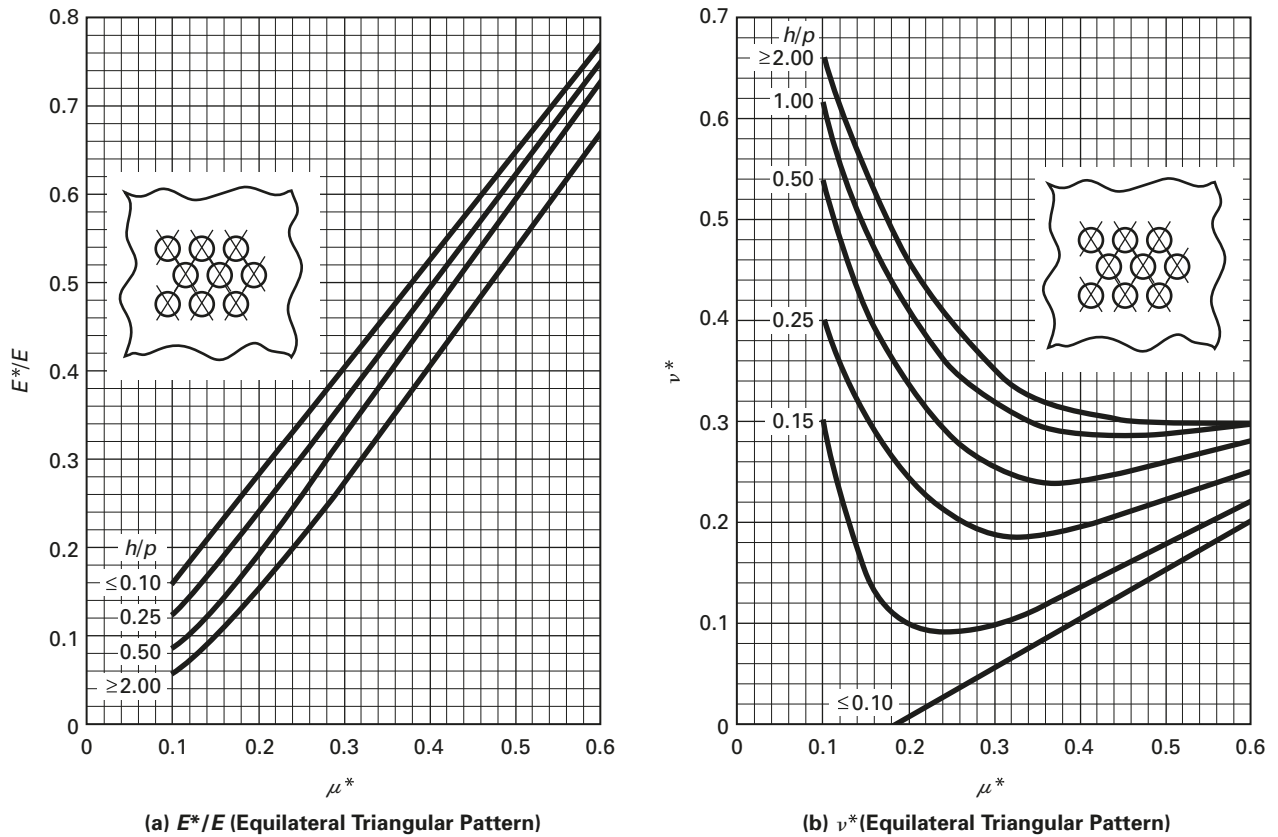 0.8
0.7
0.6
0.5
0.4
0.3
0.2
0.1
0
E*/E
h/p
≤0.10
0.25
0.50
≥2.00
0 0.1 0.2 0.3 0.4 0.5 0.6
μ*
(a) E*/E (Equilateral Triangular Pattern)
0.7
0.6
0.5
0.4
0.3
0.2
0.1
0
ν*
h/p
≥2.00
1.00
0.50
0.25
0.15
≤0.10
0 0.1 0.2 0.3 0.4 0.5 0.6
μ*
(b) ν*(Equilateral Triangular Pattern)